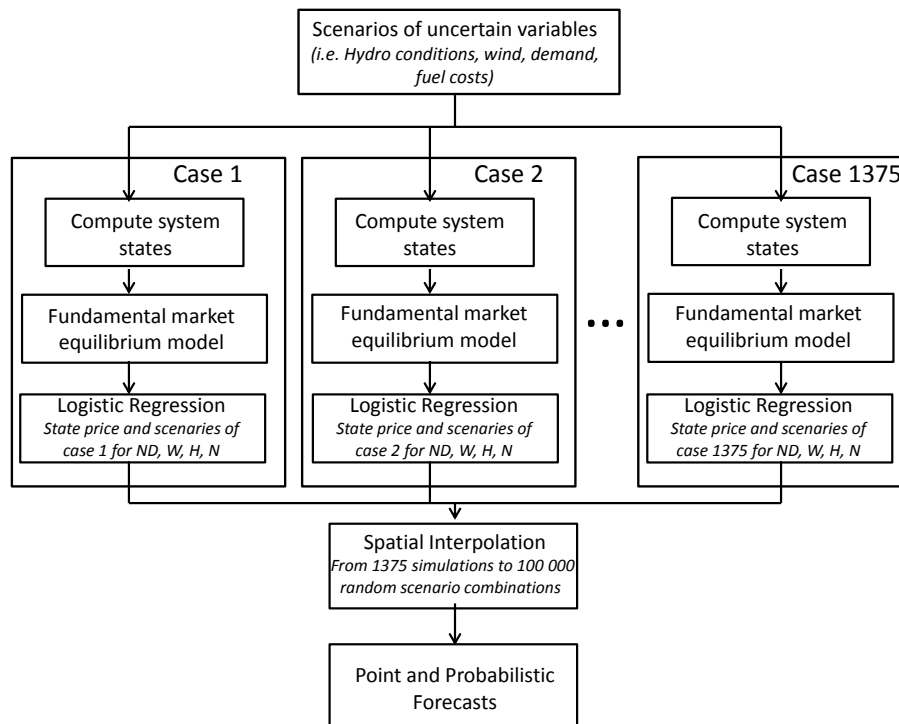 Scenarios of uncertain variables
(i.e. Hydro conditions, wind, demand,
fuel costs)
Case 1
Compute system
states
Fundamental market
equilibrium model
Logistic Regression
State price and scenaries of
case 1 for ND, W, H, N
Case 2
Compute system
states
Fundamental market
equilibrium model
Logistic Regression
State price and scenaries of
case 2 for ND, W, H, N
...
Case 1375
Compute system
states
Fundamental market
equilibrium model
Logistic Regression
State price and scenaries of
case 1375 for ND, W, H, N
Spatial Interpolation
From 1375 simulations to 100 000
random scenario combinations
Point and Probabilistic
Forecasts